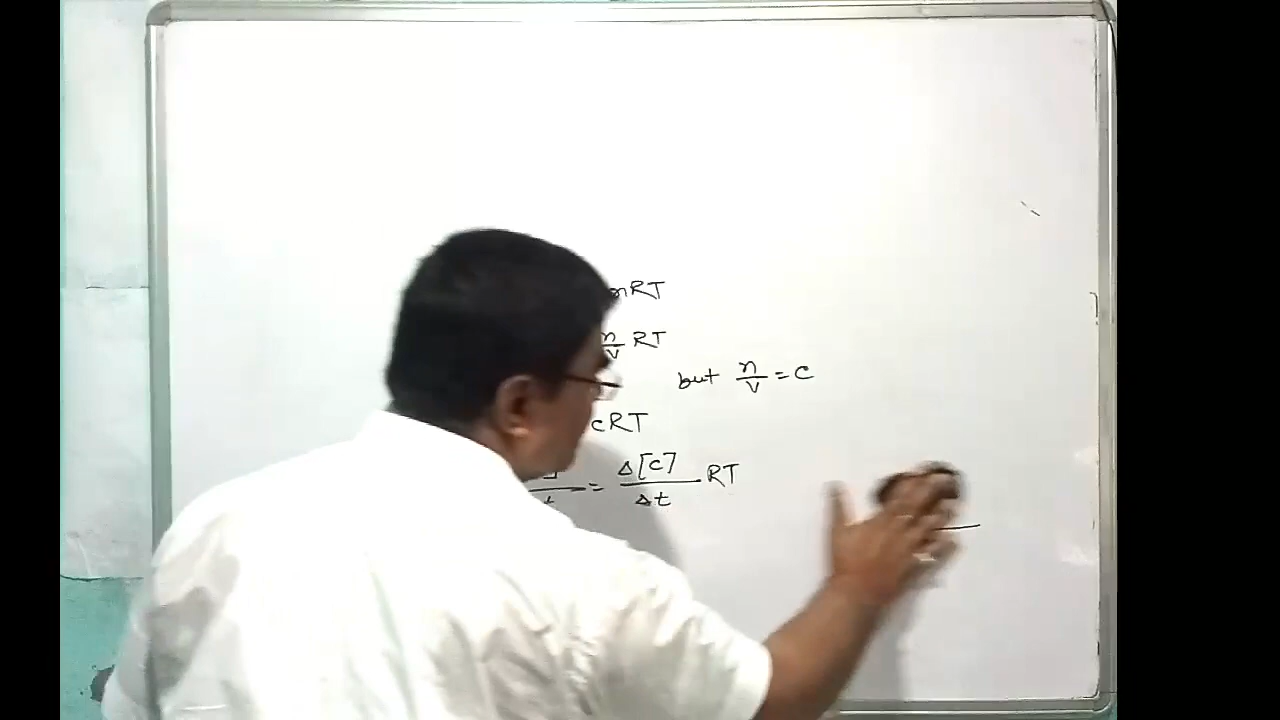 nRT
n/v RT
but n/v = c
cRT
= Δ[c]/Δt RT